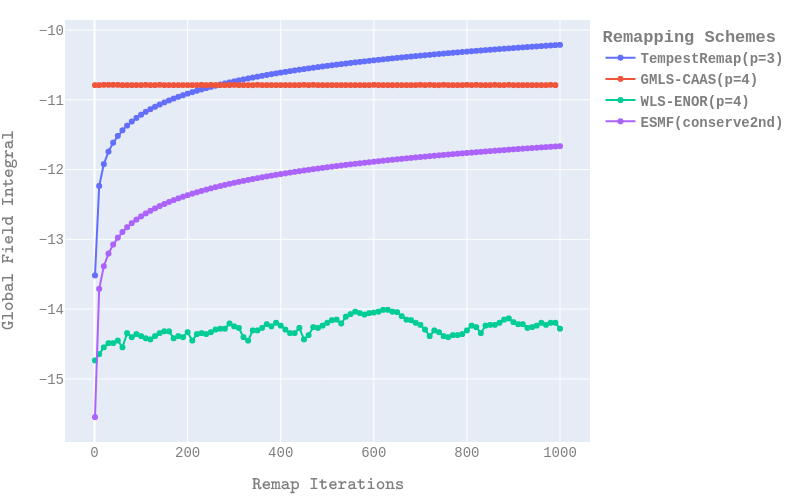 Remapping Schemes
TempestRemap(p=3)
GMLS-CAAS(p=4)
WLS-ENOR(p=4)
ESMF(conserve2nd)
Global Field Integral
−10
−11
−12
−13
−14
−15
0 200 400 600 800 1000
Remap Iterations